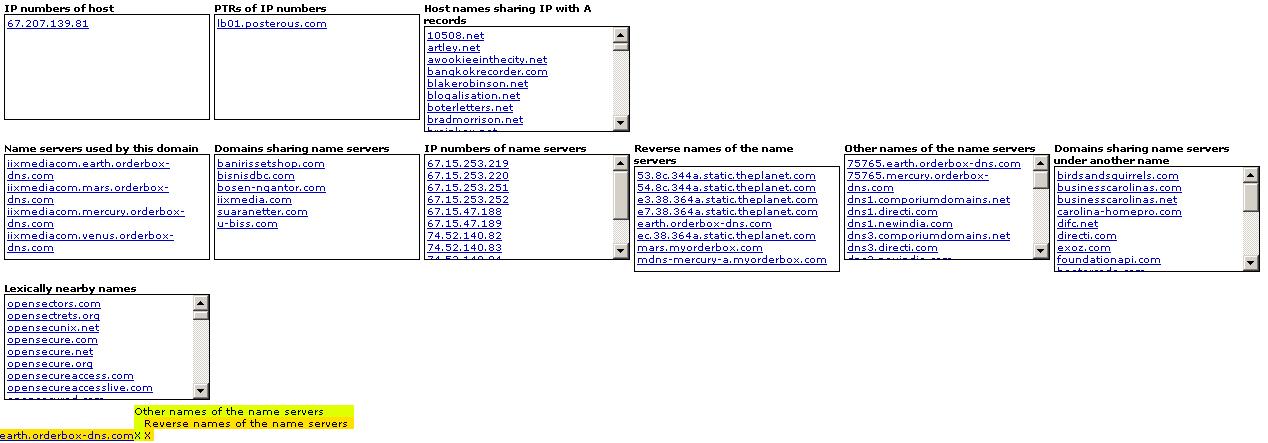 IP numbers of host
67.207.139.81
PTRs of IP numbers
lb01.posterous.com
Host names sharing IP with A
records
10508.net
artley.net
awookieeinthecity.net
bangkokrecorder.com
blakerobinson.net
blogalisation.net
boterletters.net
bradmorrison.net
Name servers used by this domain
iixmediacom.earth.orderbox-
dns.com
iixmediacom.mars.orderbox-
dns.com
iixmediacom.mercury.orderbox-
dns.com
iixmediacom.venus.orderbox-
dns.com
Domains sharing name servers
banirissetshop.com
bisnisdbc.com
bosen-ngantor.com
iixmedia.com
suaranetter.com
u-biss.com
IP numbers of name servers
67.15.253.219
67.15.253.220
67.15.253.251
67.15.253.252
67.15.47.188
67.15.47.189
74.52.140.82
74.52.140.83
Reverse names of the name
servers
53.8c.344a.static.theplanet.com
54.8c.344a.static.theplanet.com
e3.38.364a.static.theplanet.com
e7.38.364a.static.theplanet.com
earth.orderbox-dns.com
ec.38.364a.static.theplanet.com
mars.myorderbox.com
mdns-mercury-a.myorderbox.com
Other names of the name servers
75765.earth.orderbox-dns.com
75765.mercury.orderbox-
dns.com
dns1.comporiumdomains.net
dns1.directi.com
dns1.newindia.com
dns3.comporiumdomains.net
dns3.directi.com
Domains sharing name servers
under another name
birdsandsquirrels.com
businesscarolinas.com
businesscarolinas.net
carolina-homepro.com
difc.net
directi.com
exoz.com
foundationapi.com
Lexically nearby names
opensectors.com
opensectrets.org
opensecunix.net
opensecure.com
opensecure.net
opensecure.org
opensecureaccess.com
opensecureaccesslive.com
Other names of the name servers
Reverse names of the name servers
earth.orderbox-dns.com X X